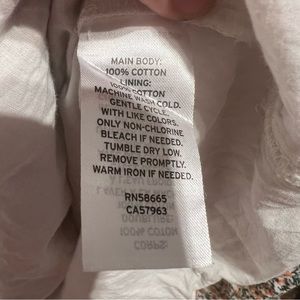 MAIN BODY:
100% COTTON
LINING:
100% COTTON
MACHINE WASH COLD.
GENTLE CYCLE
WITH LIKE COLORS.
ONLY NON-CHLORINE
BLEACH IF NEEDED.
TUMBLE DRY LOW.
REMOVE PROMPTLY.
WARM IRON IF NEEDED.
RN58665
CA57963